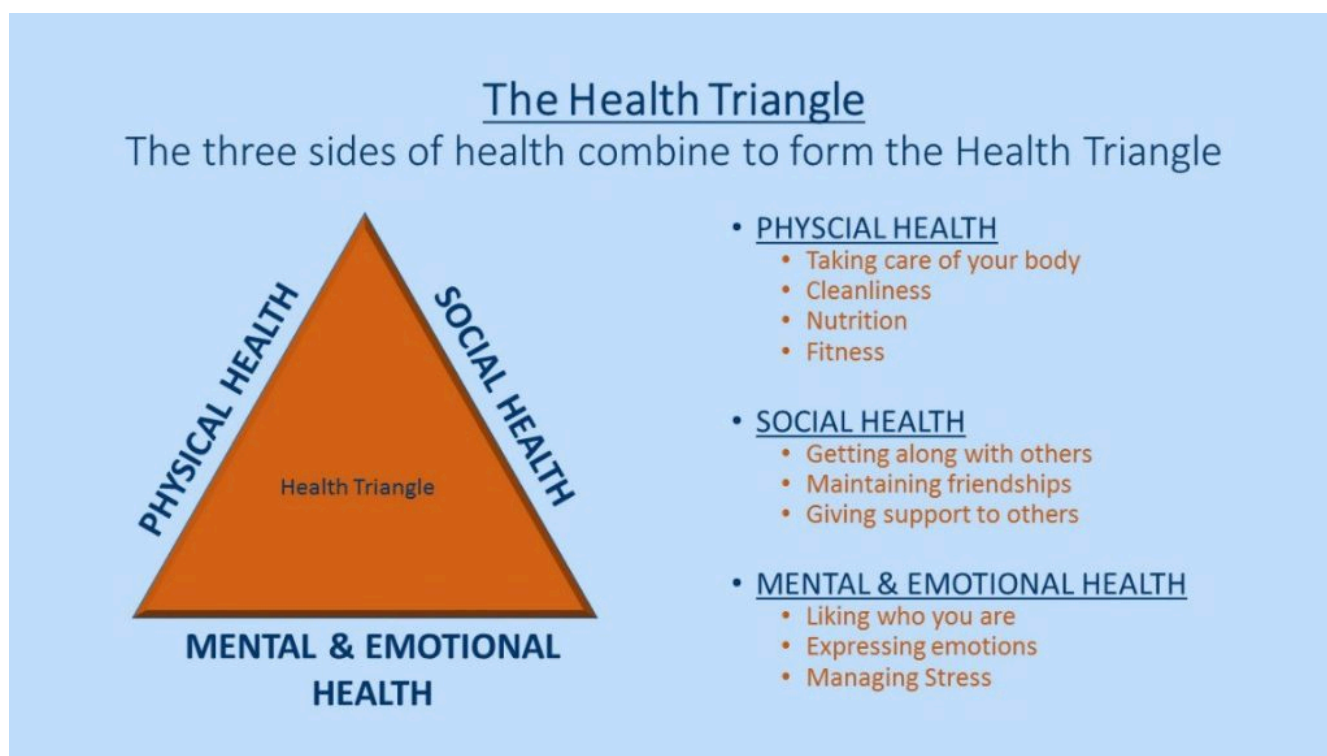 The Health Triangle
The three sides of health combine to form the Health Triangle
PHYSICAL HEALTH
SOCIAL HEALTH
Health Triangle
MENTAL & EMOTIONAL
HEALTH
• PHYSCIAL HEALTH
• Taking care of your body
• Cleanliness
• Nutrition
• Fitness
• SOCIAL HEALTH
• Getting along with others
• Maintaining friendships
• Giving support to others
• MENTAL & EMOTIONAL HEALTH
• Liking who you are
• Expressing emotions
• Managing Stress